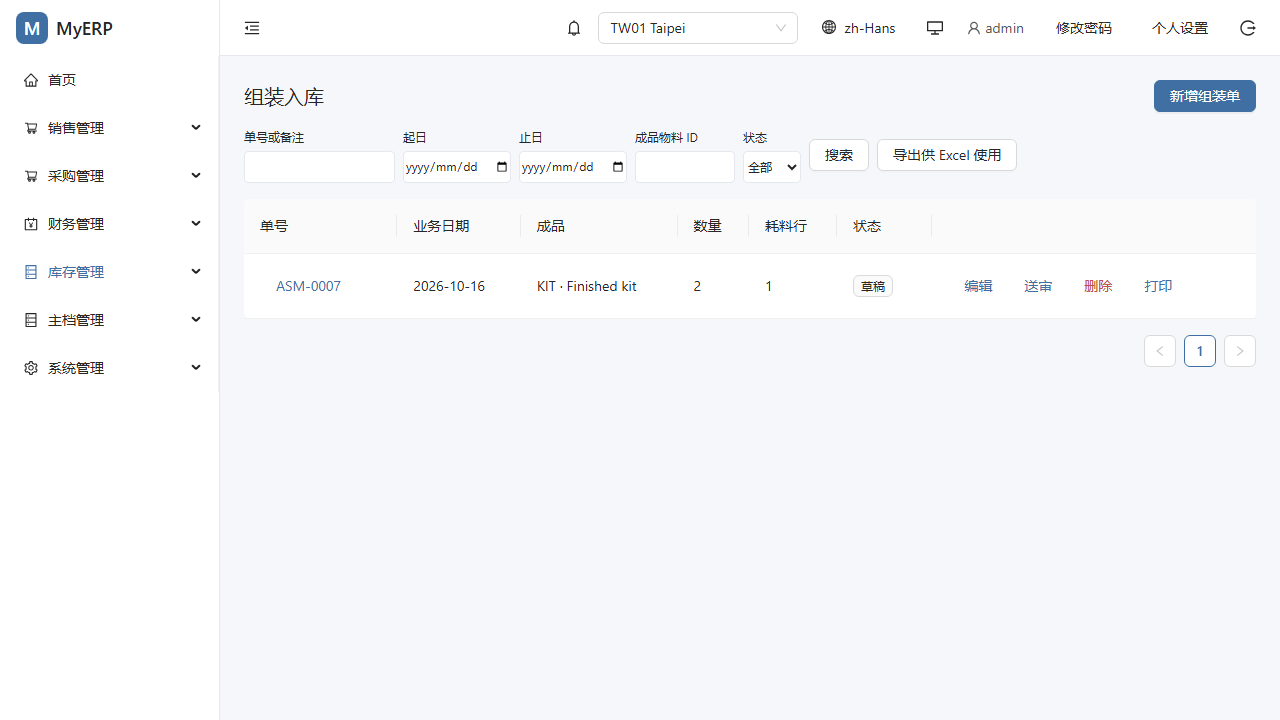 M MyERP
TW01 Taipei
zh-Hans
admin
修改密码
个人设置
首页
销售管理
采购管理
财务管理
库存管理
主档管理
系统管理
组装入库
新增组装单
单号或备注
起日
止日
成品物料 ID
状态
yyyy/mm/dd
yyyy/mm/dd
全部
搜索
导出供 Excel 使用
单号 业务日期 成品 数量 耗料行 状态
ASM-0007 2026-10-16 KIT · Finished kit 2 1 草稿 编辑 送审 删除 打印
1